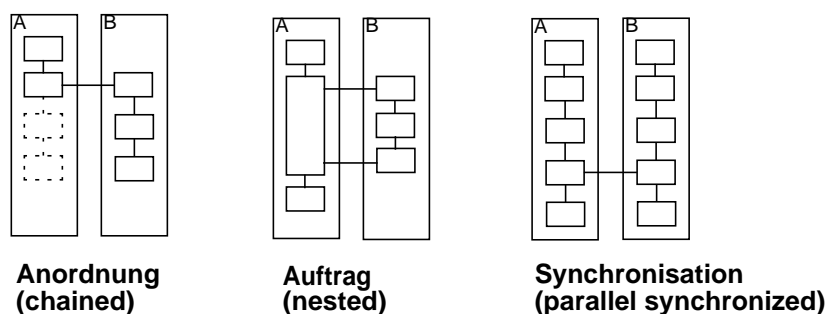 A B
A B
A B
Anordnung
(chained)
Auftrag
(nested)
Synchronisation
(parallel synchronized)